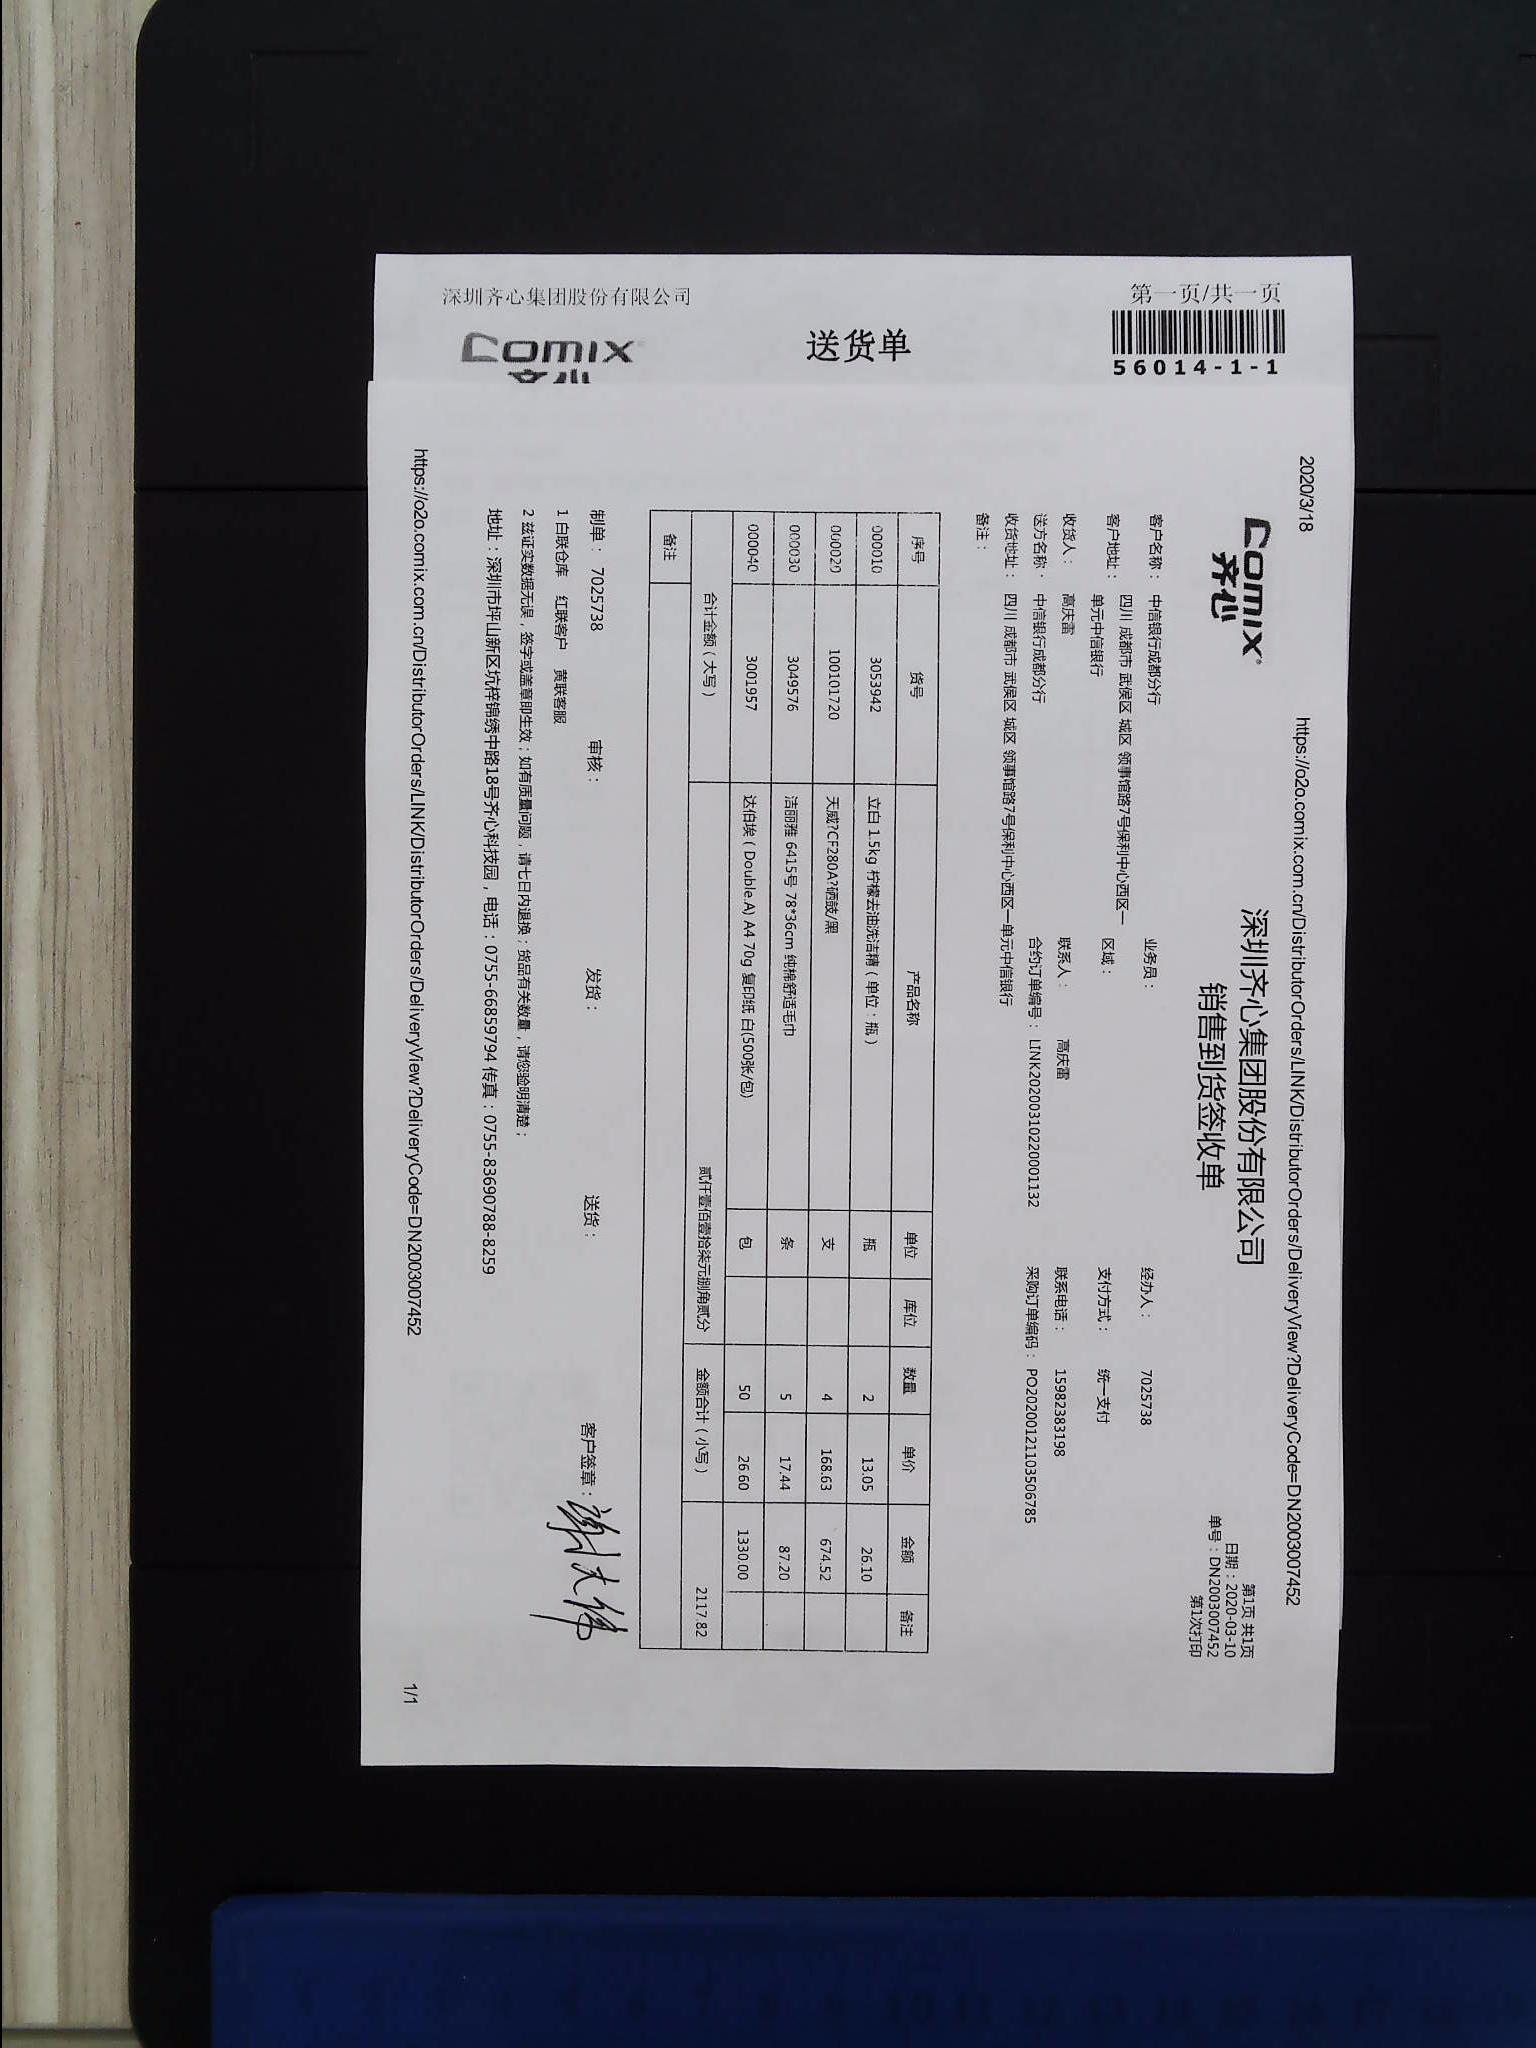 深圳齐心集团股份有限公司
第一页/共一页
COMIX
送货单
56014-1-1
2020/3/18
https://o2o.comix.com.cn/DistributorOrders/LINK/DistributorOrders/DeliveryView?DeliveryCode=DN2003007452
COMIX
齐心
深圳齐心集团股份有限公司
销售到货签收单
第1页 共1页
日期：2020-03-10
单号：DN2003007452
第1次打印
客户名称： 中信银行成都分行 业务员： 经办人： 7025738
客户地址： 四川 成都市 武侯区 城区 领事馆路7号保利中心西区一单元中信银行 区域： 支付方式： 统一支付
收货人： 高庆雷 联系人： 高庆雷 联系电话： 15982383198
送方名称： 中信银行成都分行 合约订单编号： LINK20200310220001132 采购订单编码： PO20200121103506785
收货地址： 四川 成都市 武侯区 城区 领事馆路7号保利中心西区一单元中信银行
备注：
序号 货号 产品名称 单位 库位 数量 单价 金额 备注
000010 3053942 立白 1.5kg 柠檬去油洗洁精（单位：瓶） 瓶 2 13.05 26.10
000020 100101720 天威?CF280A?硒鼓/黑 支 4 168.63 674.52
000030 3049576 洁丽雅 6415号 78*36cm 纯棉舒适毛巾 条 5 17.44 87.20
000040 3001957 达伯埃（Double.A) A4 70g 复印纸 白(500张/包) 包 50 26.60 1330.00
合计金额（大写） 贰仟壹佰壹拾柒元捌角贰分 金额合计（小写） 2117.82
备注
制单： 7025738 审核： 发货： 送货： 客户签章：
1 白联仓库 红联客户 黄联客服
2 兹证实数据无误，签字或盖章即生效；如有质量问题，请七日内退换；货品有关数量，请您验明清楚；
地址：深圳市坪山新区坑梓锦绣中路18号齐心科技园，电话：0755-66859794 传真：0755-83690788-8259
https://o2o.comix.com.cn/DistributorOrders/LINK/DistributorOrders/DeliveryView?DeliveryCode=DN2003007452
1/1